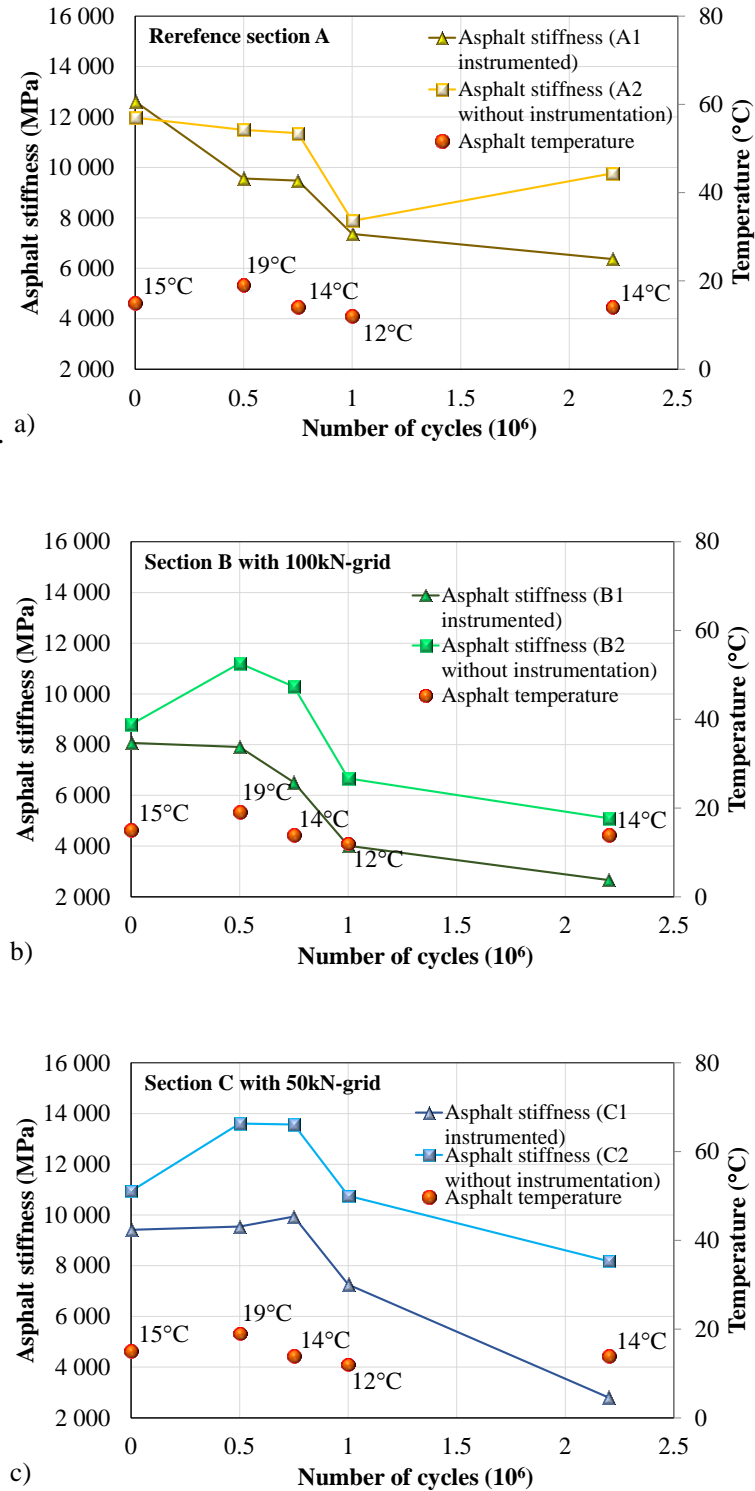 Rerefence section A
Asphalt stiffness (A1
instrumented)
Asphalt stiffness (A2
without instrumentation)
Asphalt temperature
16 000
14 000
12 000
10 000
8 000
6 000
4 000
2 000
Asphalt stiffness (MPa)
80
60
40
20
0
Temperature (°C)
15°C
19°C
14°C
12°C
14°C
0
0.5
1
1.5
2
2.5
Number of cycles (10⁶)
a)
.
Section B with 100kN-grid
Asphalt stiffness (B1
instrumented)
Asphalt stiffness (B2
without instrumentation)
Asphalt temperature
16 000
14 000
12 000
10 000
8 000
6 000
4 000
2 000
Asphalt stiffness (MPa)
80
60
40
20
0
Temperature (°C)
15°C
19°C
14°C
12°C
14°C
0
0.5
1
1.5
2
2.5
Number of cycles (10⁶)
b)
Section C with 50kN-grid
Asphalt stiffness (C1
instrumented)
Asphalt stiffness (C2
without instrumentation)
Asphalt temperature
16 000
14 000
12 000
10 000
8 000
6 000
4 000
2 000
Asphalt stiffness (MPa)
80
60
40
20
0
Temperature (°C)
15°C
19°C
14°C
12°C
14°C
0
0.5
1
1.5
2
2.5
Number of cycles (10⁶)
c)